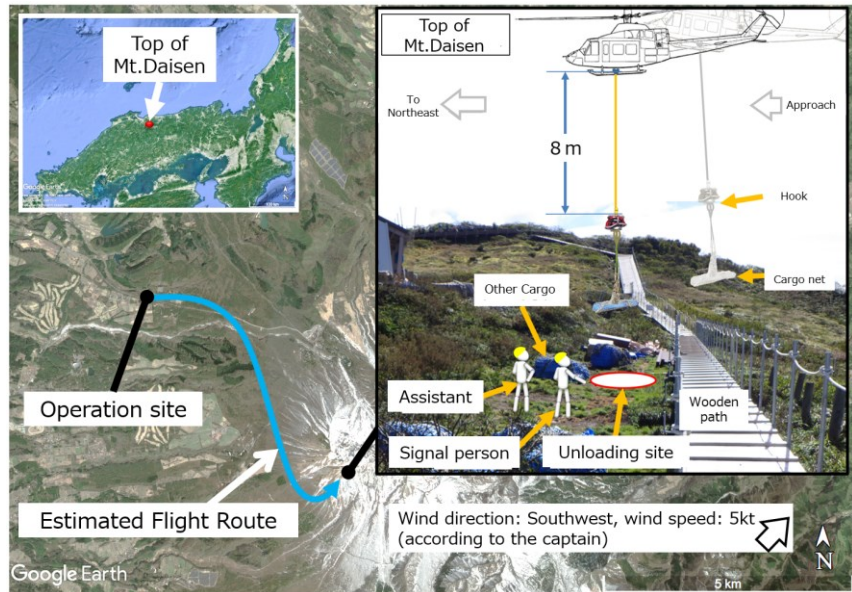 Top of
Mt.Daisen
Google Earth
N
Top of
Mt.Daisen
To
Northeast
Approach
8 m
Hook
Cargo net
Other Cargo
Assistant
Signal person
Unloading site
Wooden
path
Operation site
Estimated Flight Route
Wind direction: Southwest, wind speed: 5kt
(according to the captain)
N
Google Earth
5 km